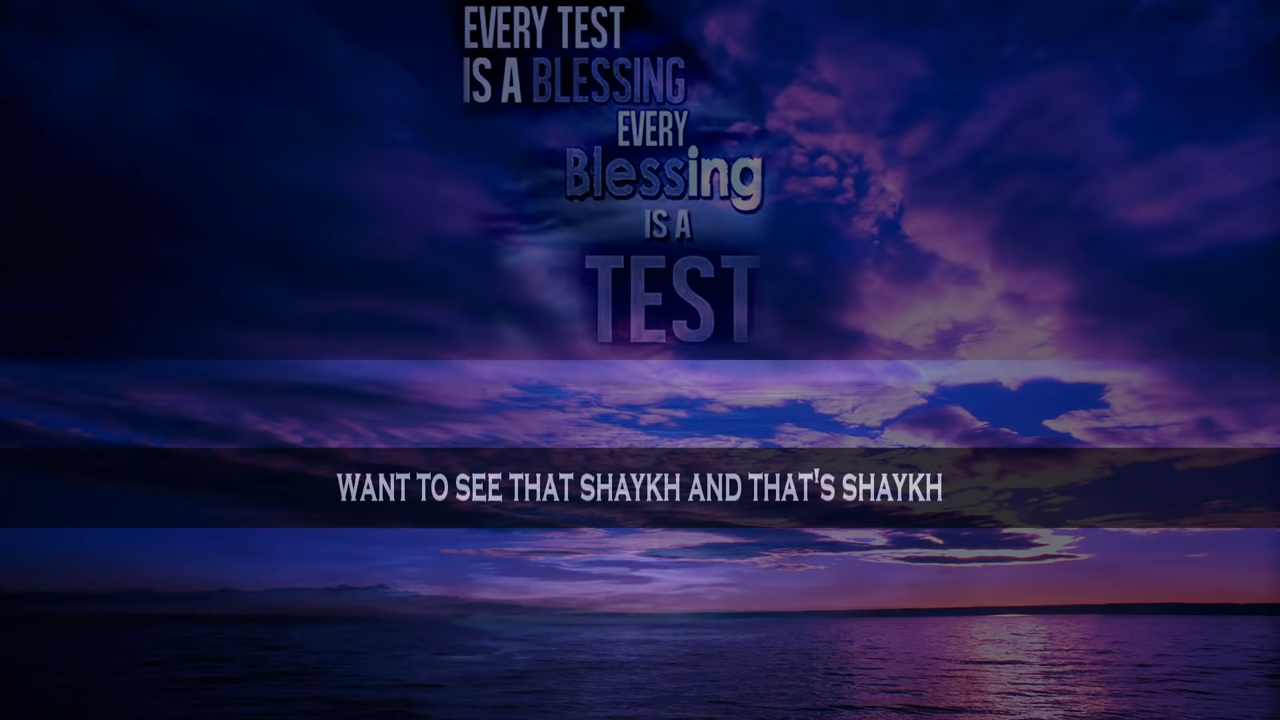 EVERY TEST
IS A BLESSING
EVERY
Blessing
IS A
TEST
WANT TO SEE THAT SHAYKH AND THAT'S SHAYKH